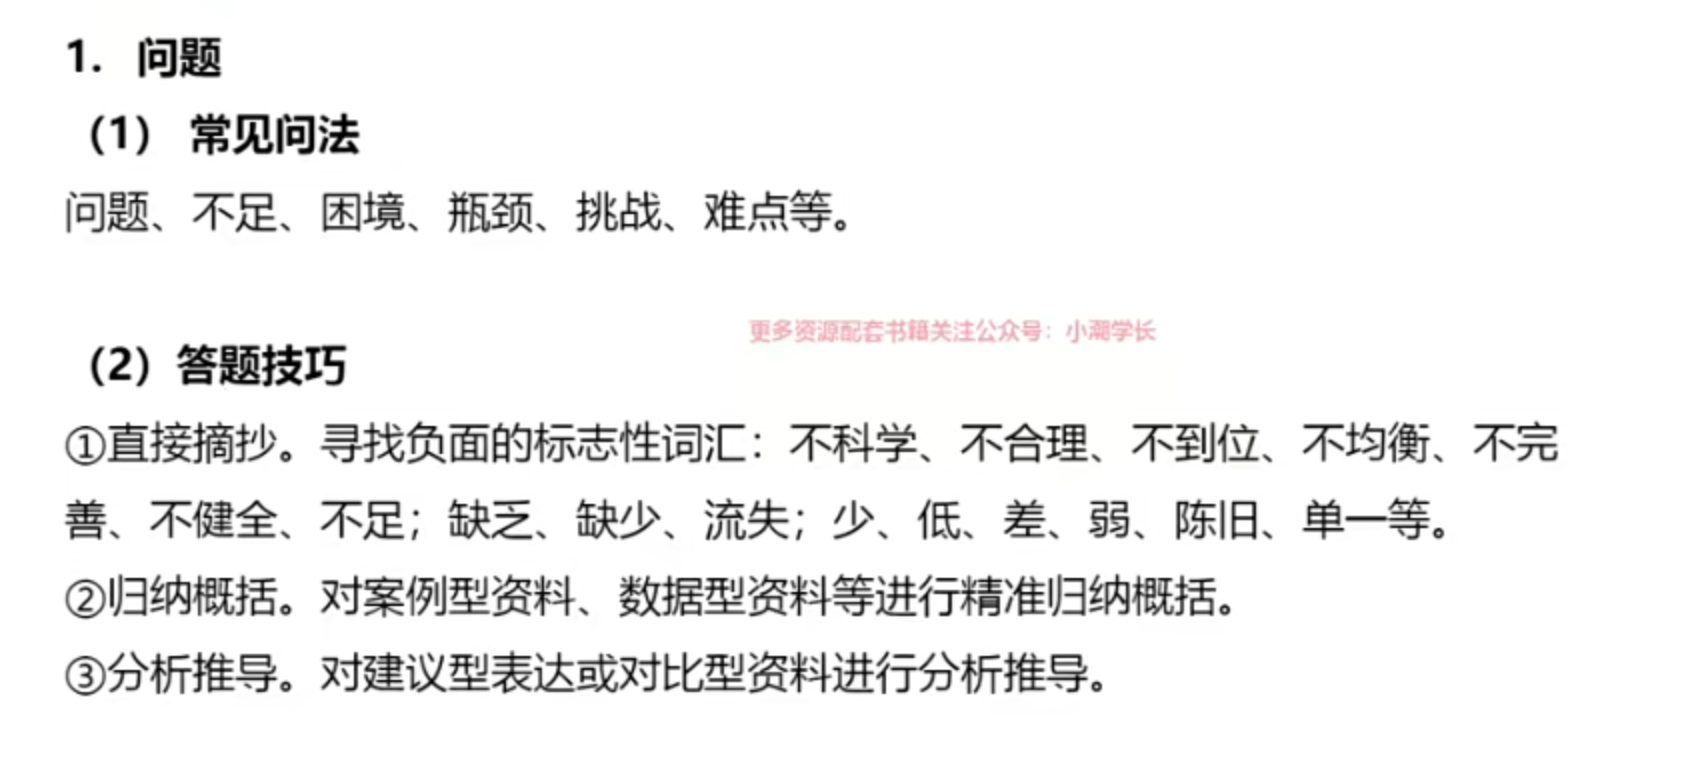 1. 问题
（1） 常见问法
问题、不足、困境、瓶颈、挑战、难点等。
更多资源配套书籍关注公众号：小潮学长
（2）答题技巧
①直接摘抄。寻找负面的标志性词汇：不科学、不合理、不到位、不均衡、不完
善、不健全、不足；缺乏、缺少、流失；少、低、差、弱、陈旧、单一等。
②归纳概括。对案例型资料、数据型资料等进行精准归纳概括。
③分析推导。对建议型表达或对比型资料进行分析推导。